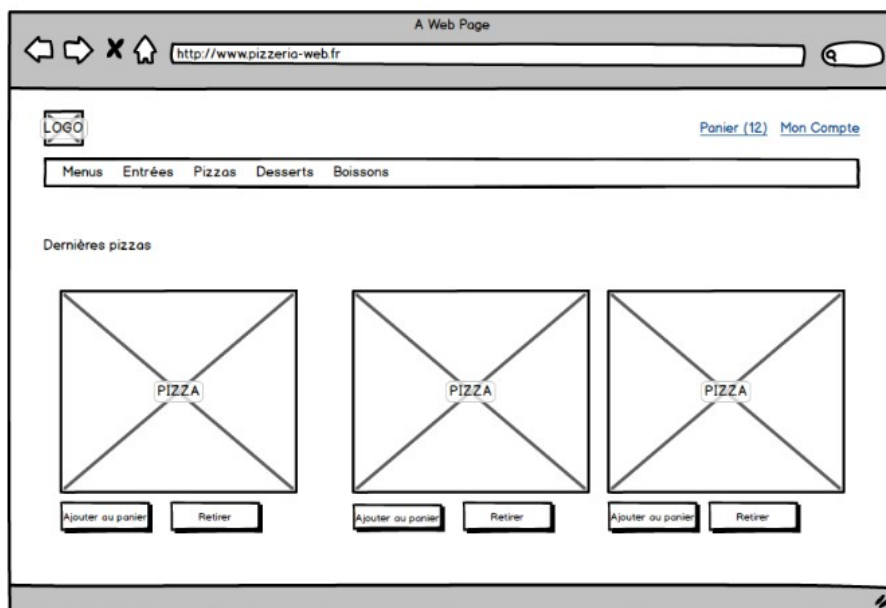 A Web Page
http://www.pizzeria-web.fr
LOGO
Panier (12) Mon Compte
Menus Entrées Pizzas Desserts Boissons
Dernières pizzas
PIZZA PIZZA PIZZA
Ajouter au panier Retirer Ajouter au panier Retirer Ajouter au panier Retirer